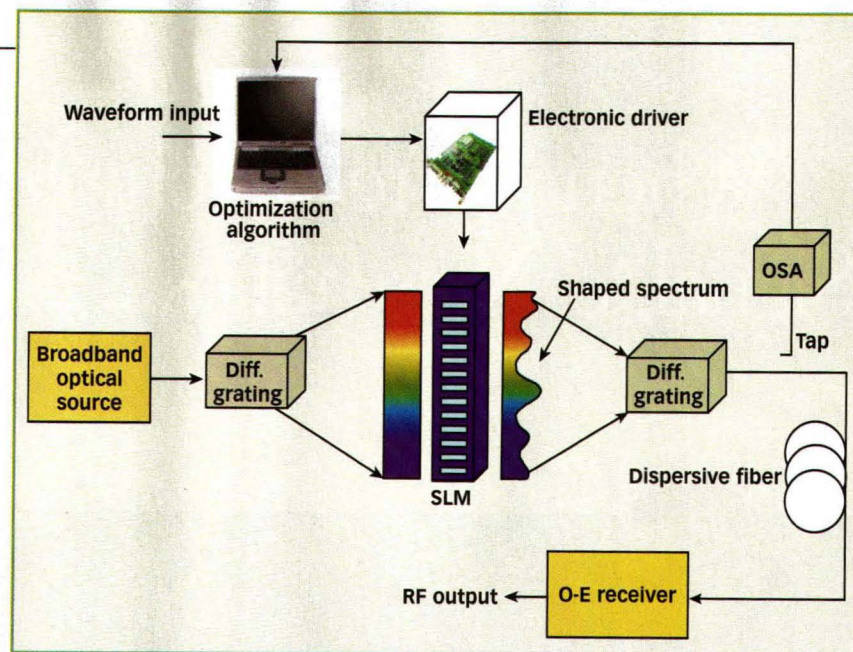 Waveform input
Optimization
algorithm
Electronic driver
OSA
Tap
Shaped spectrum
Broadband
optical
source
Diff.
grating
SLM
Diff.
grating
Dispersive fiber
RF output
O-E receiver